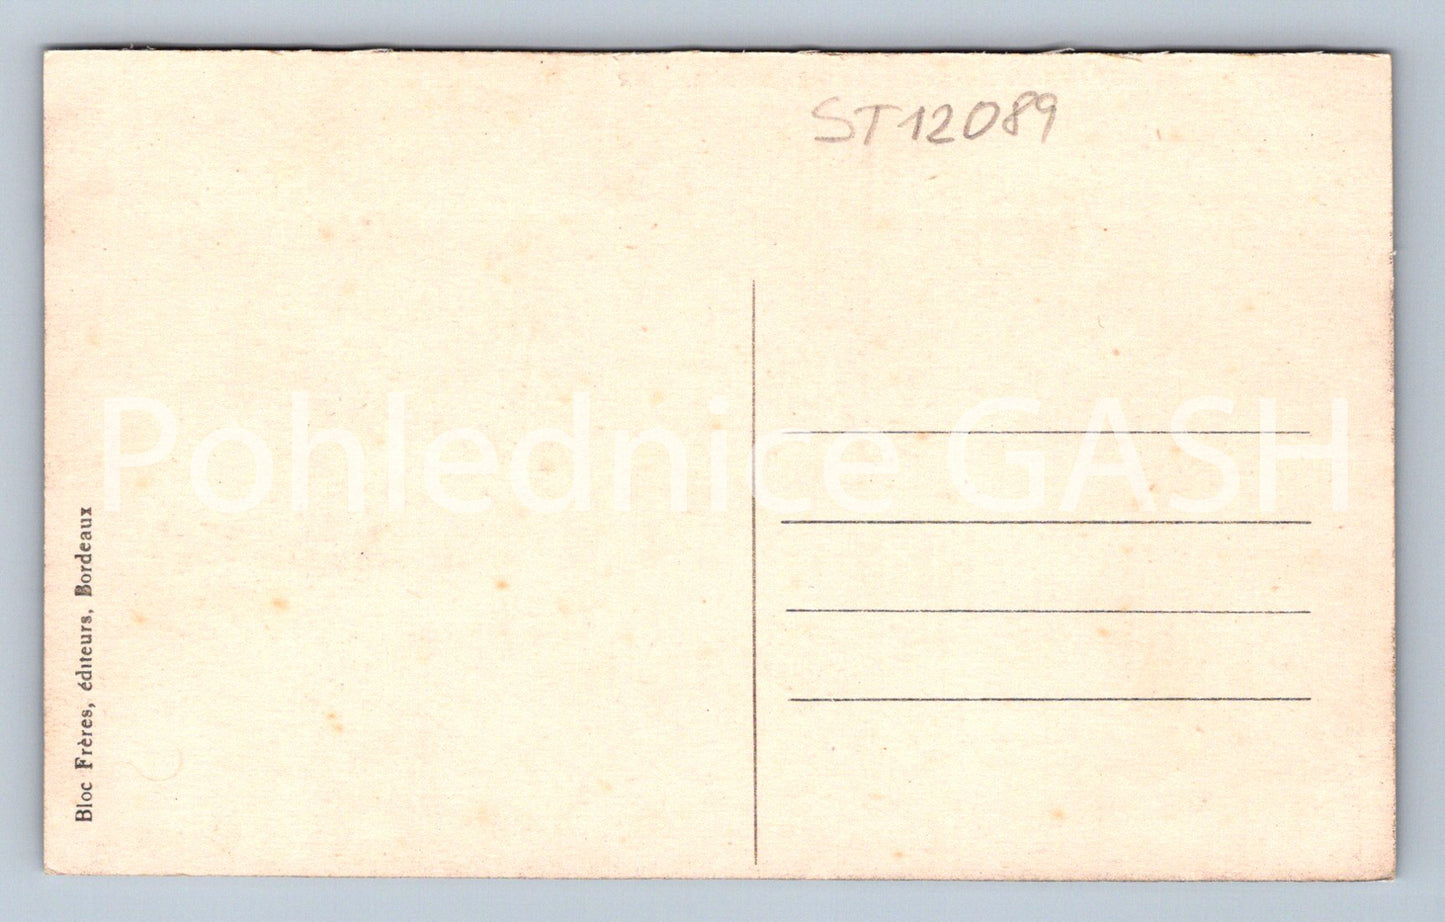 ST12089
Pohlednice GASH
Bloc Frères, éditeurs, Bordeaux